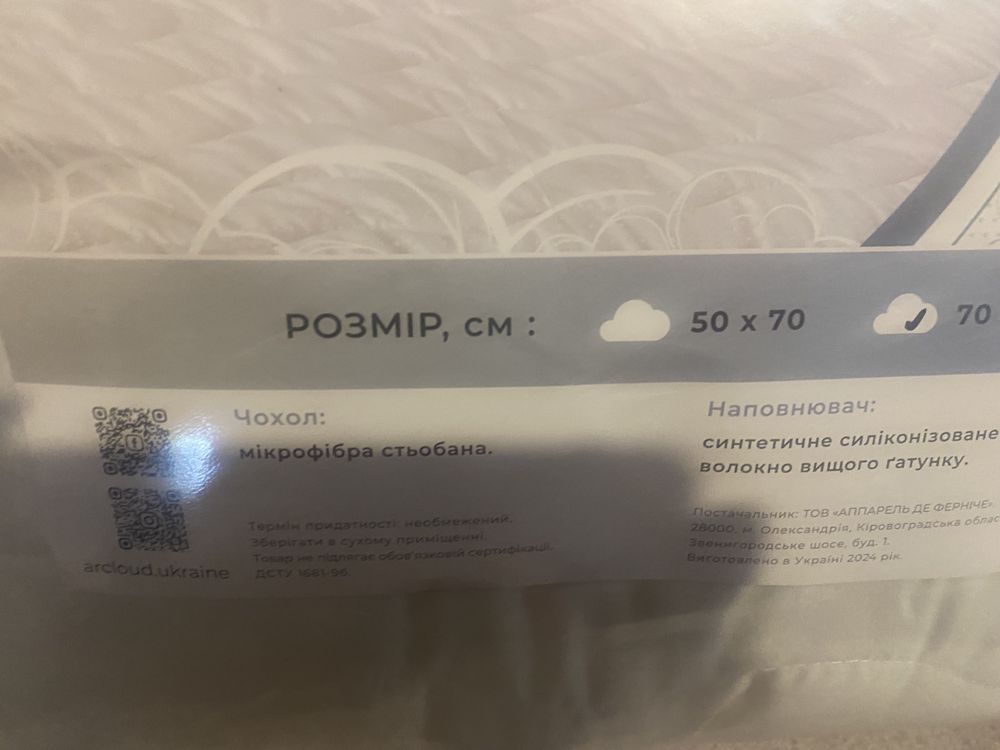 РОЗМІР, см : 50 х 70 70
Чохол:
мікрофібра стьобана.
Наповнювач:
синтетичне силіконізоване
волокно вищого ґатунку.
Термін придатності: необмежений.
Зберігати в сухому приміщенні.
Товар не підлягає обов'язковій сертифікації.
ДСТУ 1681-96.
Постачальник: ТОВ «АППАРЕЛЬ ДЕ ФЕРНІЧЕ»
28000, м. Олександрія, Кіровоградська
Звенигородське шосе, буд. 1.
Виготовлено в Україні 2024 рік.
arcloud.ukraine